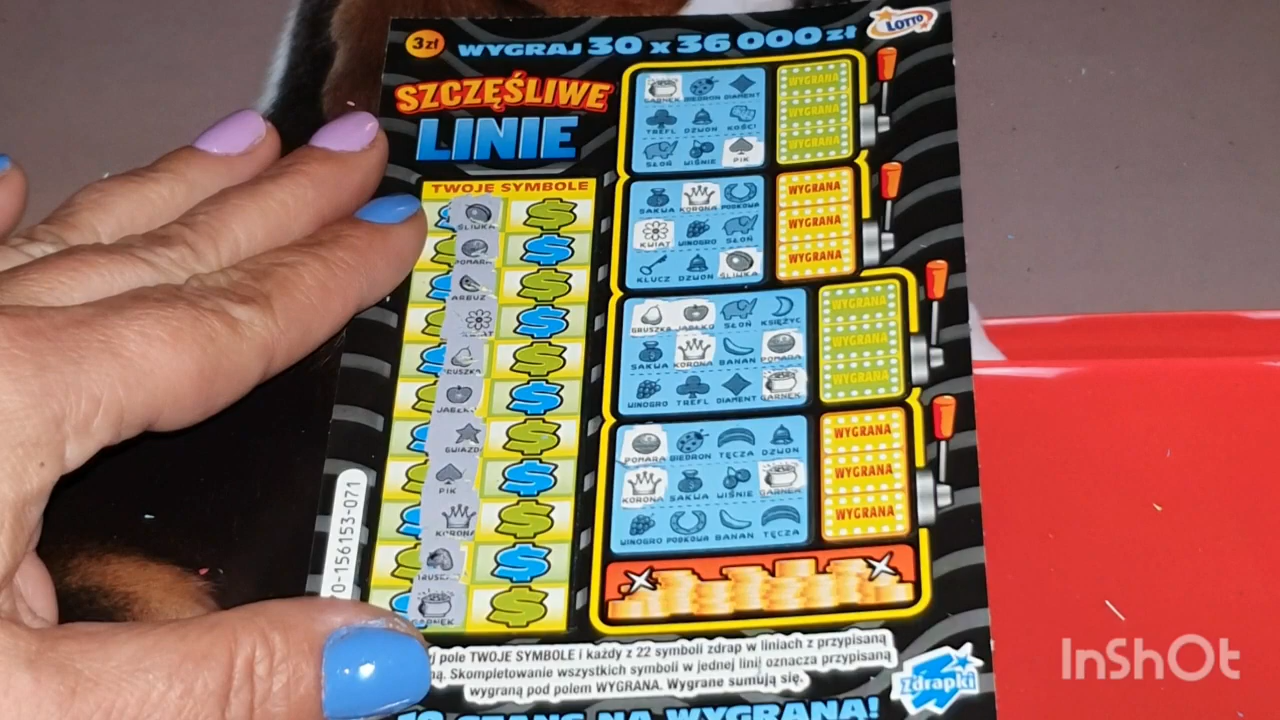 3zł WYGRAJ 30 x 36 000 zł LOTTO
SZCZĘŚLIWE
LINIE
TWOJE SYMBOLE
ŚLIWKA
POMARA
ARBUZ
GRUSZKA
JABŁK
GWIAZD
PIK
KORONA
GARNEK
0-156153-071
GARNEK BIEDRON DIAMENT
TREFL DZWON KOŚCI
SŁOŃ WIŚNIE PIK
WYGRANA
WYGRANA
WYGRANA
SAKWA KORONA PODKOWA
KWIAT WINOGRO SŁOŃ
KLUCZ DZWON ŚLIWKA
WYGRANA
WYGRANA
WYGRANA
GRUSZKA JABŁKO SŁOŃ KSIĘŻYC
SAKWA KORONA BANAN POMARA
WINOGRO TREFL DIAMENT GARNEK
WYGRANA
WYGRANA
WYGRANA
POMARA BIEDRON TĘCZA DZWON
KORONA SAKWA WIŚNIE GARNEK
WINOGRO PODKOWA BANAN TĘCZA
WYGRANA
WYGRANA
WYGRANA
pole TWOJE SYMBOLE i każdy z 22 symboli zdrap w liniach z przypisaną
Skompletowanie wszystkich symboli w jednej linii oznacza przypisaną
wygraną pod polem WYGRANA. Wygrane sumują się.
Zdrapki
NA WYGRANĄ!
InShOt